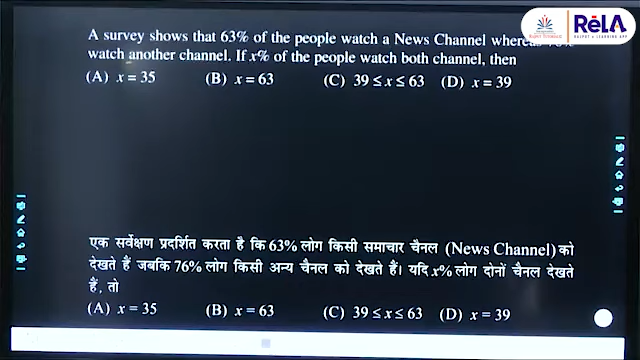 A survey shows that 63% of the people watch a News Channel whereas
watch another channel. If x% of the people watch both channel, then
(A) x = 35 (B) x = 63 (C) 39 ≤ x ≤ 63 (D) x = 39
एक सर्वेक्षण प्रदर्शित करता है कि 63% लोग किसी समाचार चैनल (News Channel) को
देखते हैं जबकि 76% लोग किसी अन्य चैनल को देखते हैं। यदि x% लोग दोनों चैनल देखते
हैं, तो
(A) x = 35 (B) x = 63 (C) 39 ≤ x ≤ 63 (D) x = 39
RELA